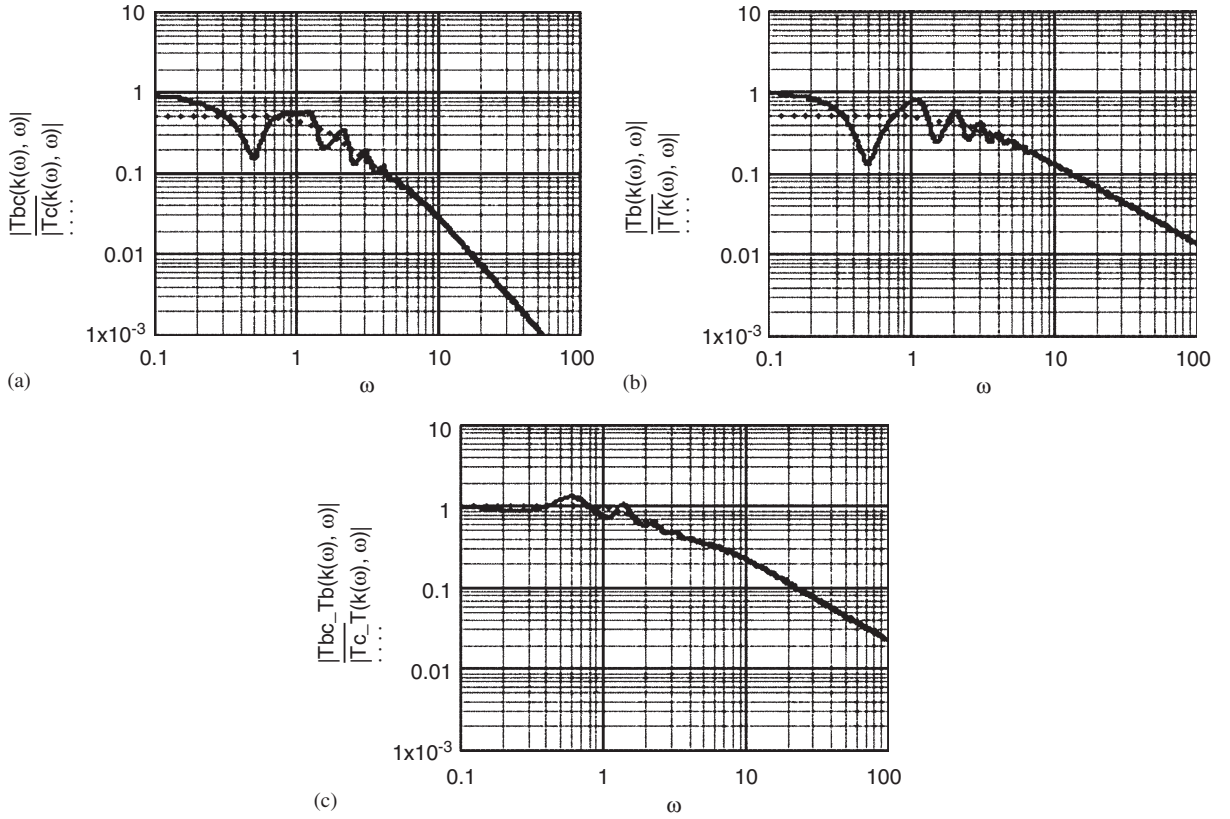 10
1
0.1
0.01
1x10⁻³
|Tbc(k(ω), ω)|
|Tc(k(ω), ω)|
0.1 1 10 100
ω
(a)
10
1
0.1
0.01
1x10⁻³
|Tb(k(ω), ω)|
|T(k(ω), ω)|
0.1 1 10 100
ω
(b)
10
1
0.1
0.01
1x10⁻³
|Tbc_Tb(k(ω), ω)|
|Tc_T(k(ω), ω)|
0.1 1 10 100
ω
(c)